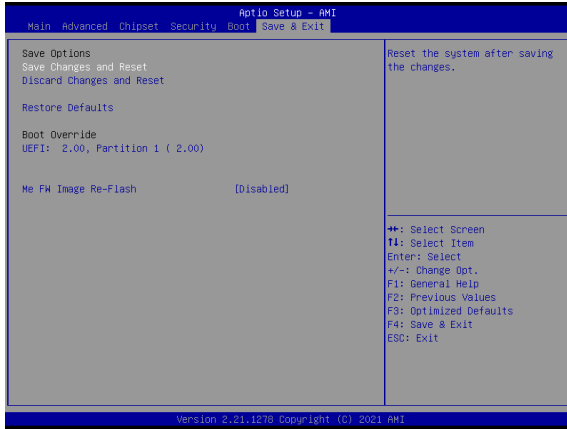 Aptio Setup – AMI
Main Advanced Chipset Security Boot Save & Exit
Save Options
Save Changes and Reset
Discard Changes and Reset
Restore Defaults
Boot Override
UEFI: 2.00, Partition 1 ( 2.00)
Me FW Image Re-Flash [Disabled]
Reset the system after saving
the changes.
→←: Select Screen
↑↓: Select Item
Enter: Select
+/-: Change Opt.
F1: General Help
F2: Previous Values
F3: Optimized Defaults
F4: Save & Exit
ESC: Exit
Version 2.21.1278 Copyright (C) 2021 AMI